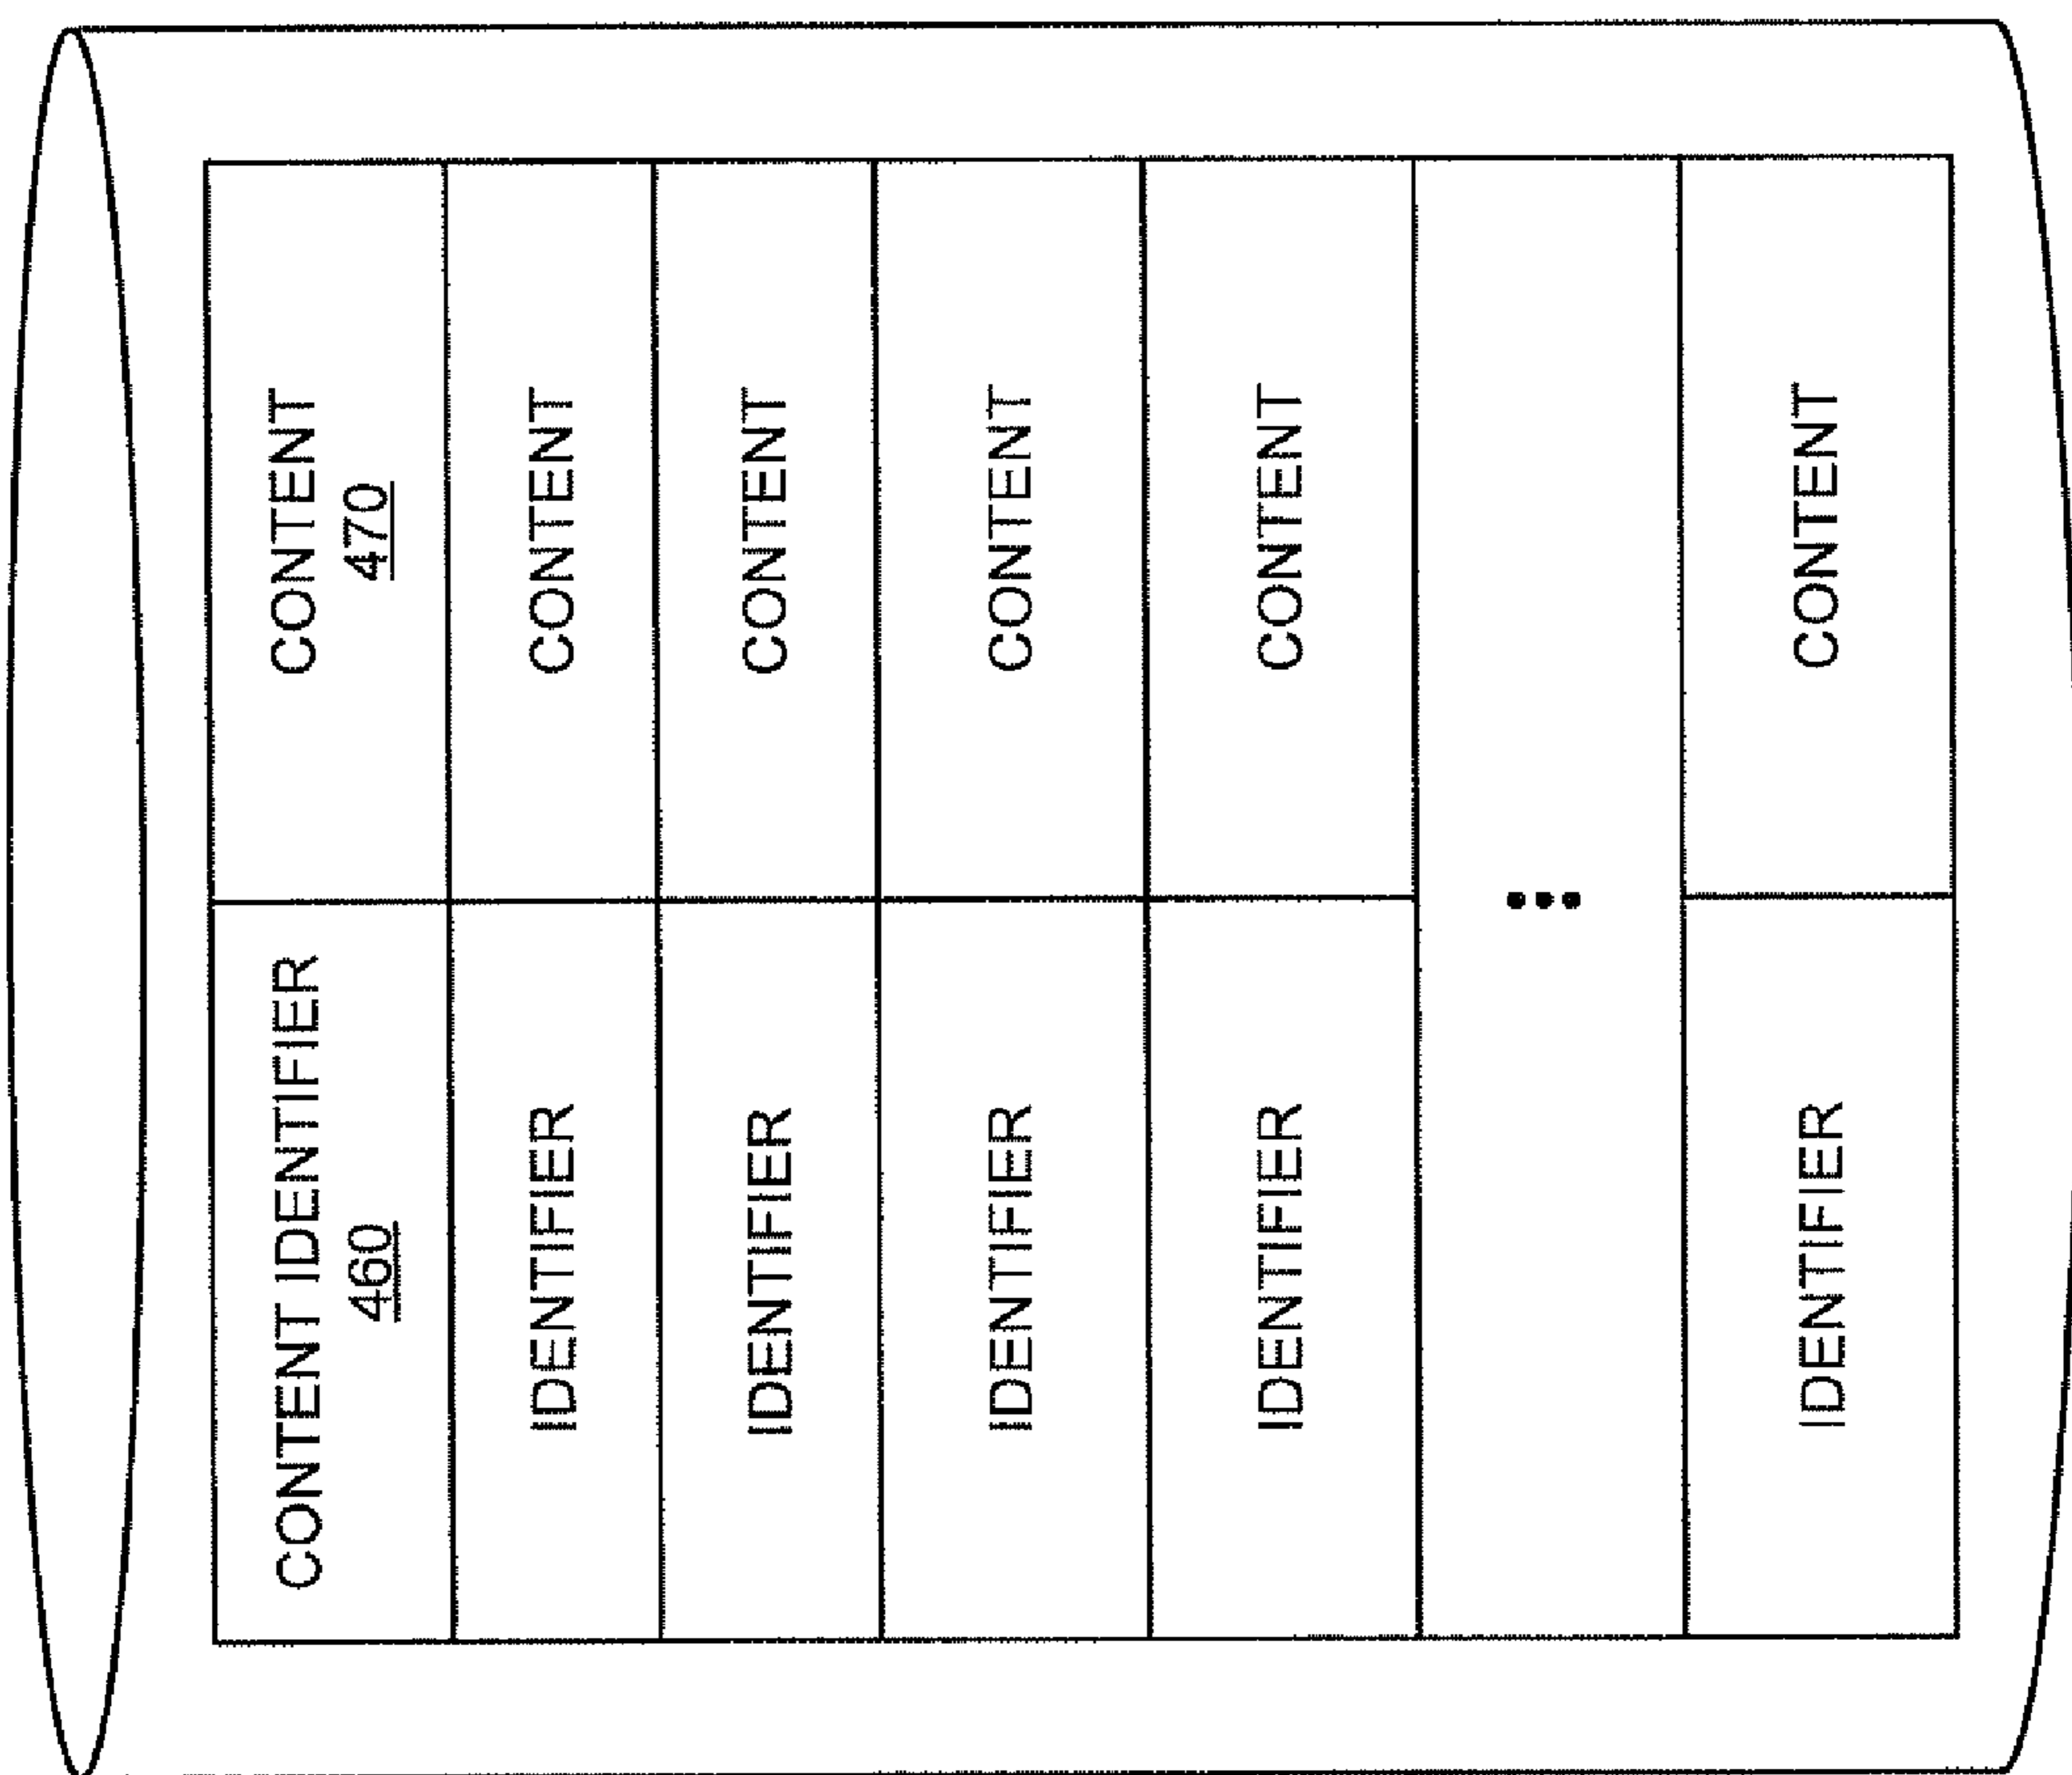 CONTENT IDENTIFIER
460
CONTENT
470
IDENTIFIER
CONTENT
IDENTIFIER
CONTENT
IDENTIFIER
CONTENT
IDENTIFIER
CONTENT
•••
IDENTIFIER
CONTENT